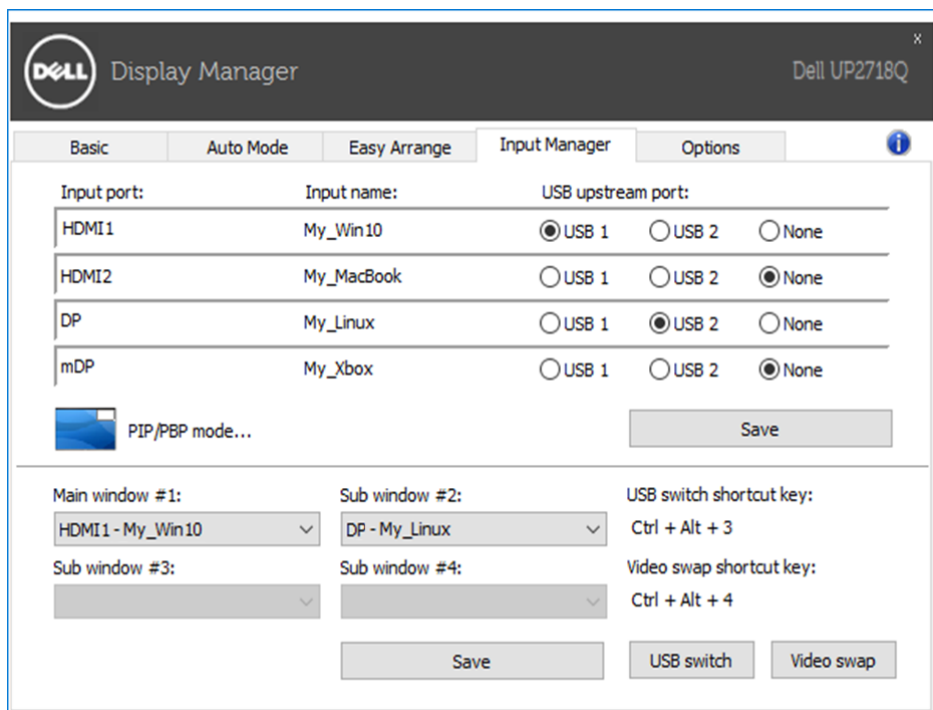 x
DELL Display Manager Dell UP2718Q
Basic Auto Mode Easy Arrange Input Manager Options i
Input port: Input name: USB upstream port:
HDMI1 My_Win10 USB 1 USB 2 None
HDMI2 My_MacBook USB 1 USB 2 None
DP My_Linux USB 1 USB 2 None
mDP My_Xbox USB 1 USB 2 None
PIP/PBP mode... Save
Main window #1: Sub window #2: USB switch shortcut key:
HDMI1 - My_Win10 DP - My_Linux Ctrl + Alt + 3
Sub window #3: Sub window #4: Video swap shortcut key:
Ctrl + Alt + 4
Save USB switch Video swap